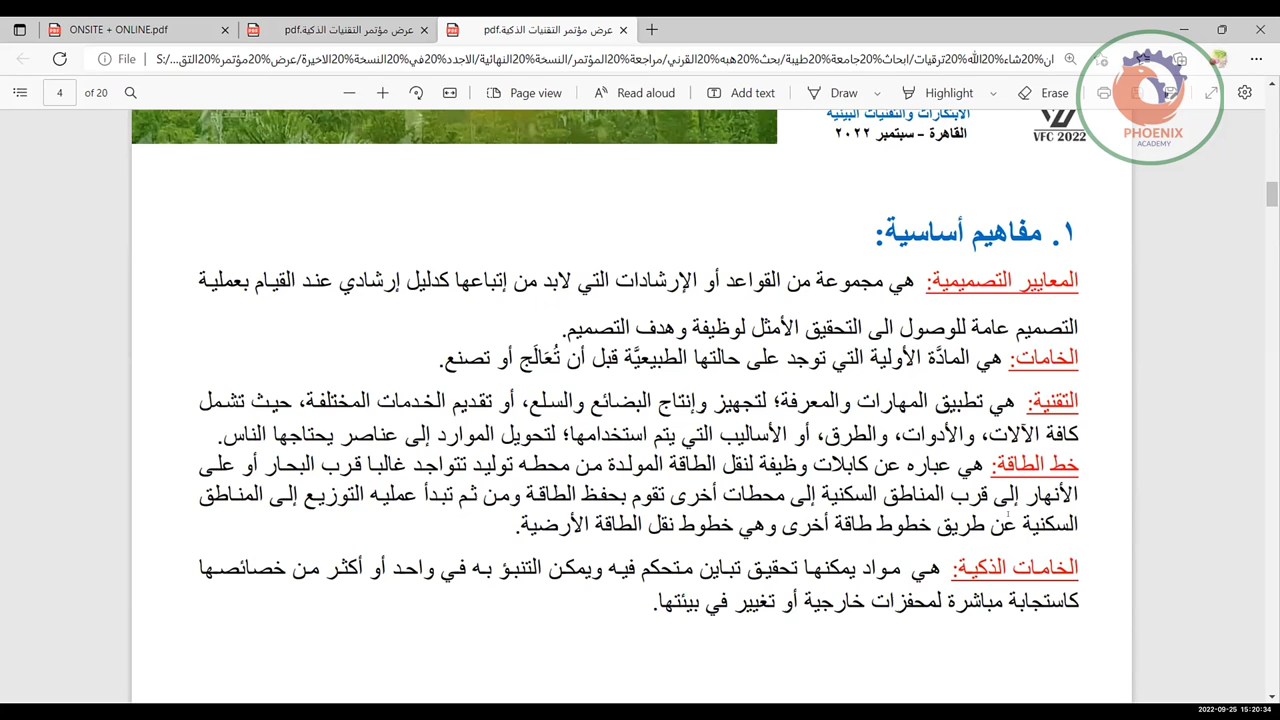 ONSITE + ONLINE.pdf
عرض مؤتمر التقنيات الذكية.pdf
عرض مؤتمر التقنيات الذكية.pdf
File
4 of 20
Page view
Read aloud
Add text
Draw
Highlight
Erase
PHOENIX
ACADEMY
الابتكارات والتقنيات البيئية
القاهرة - سبتمبر ٢٠٢٢
VFC 2022
١. مفاهيم أساسية:
المعايير التصميمية: هي مجموعة من القواعد أو الإرشادات التي لابد من إتباعها كدليل إرشادي عند القيام بعملية
التصميم عامة للوصول الى التحقيق الأمثل لوظيفة وهدف التصميم.
الخامات: هي المادَّة الأولية التي توجد على حالتها الطبيعيَّة قبل أن تُعَالَج أو تصنع.
التقنية: هي تطبيق المهارات والمعرفة؛ لتجهيز وإنتاج البضائع والسلع، أو تقديم الخدمات المختلفة، حيث تشمل
كافة الآلات، والأدوات، والطرق، أو الأساليب التي يتم استخدامها؛ لتحويل الموارد إلى عناصر يحتاجها الناس.
خط الطاقة: هي عباره عن كابلات وظيفة لنقل الطاقة المولدة من محطه توليد تتواجد غالبا قرب البحار أو على
الأنهار إلى قرب المناطق السكنية إلى محطات أخرى تقوم بحفظ الطاقة ومن ثم تبدأ عمليه التوزيع إلى المناطق
السكنية عن طريق خطوط طاقة أخرى وهي خطوط نقل الطاقة الأرضية.
الخامات الذكية: هي مواد يمكنها تحقيق تباين متحكم فيه ويمكن التنبؤ به في واحد أو أكثر من خصائصها
كاستجابة مباشرة لمحفزات خارجية أو تغيير في بيئتها.
2022-09-25 15:20:34